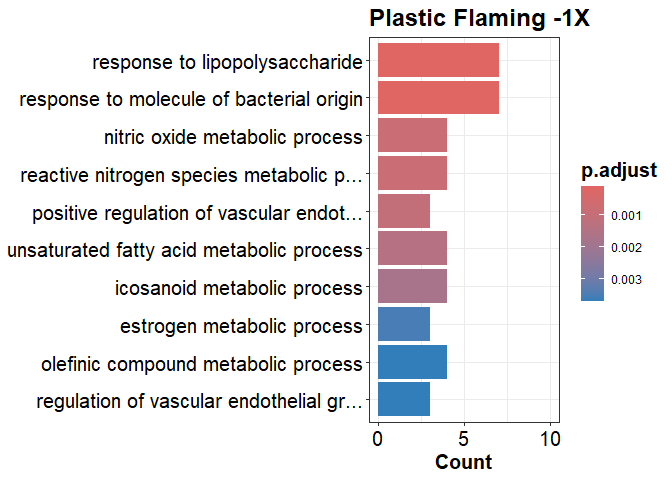 Plastic Flaming -1X
response to lipopolysaccharide
response to molecule of bacterial origin
nitric oxide metabolic process
reactive nitrogen species metabolic p...
positive regulation of vascular endot...
unsaturated fatty acid metabolic process
icosanoid metabolic process
estrogen metabolic process
olefinic compound metabolic process
regulation of vascular endothelial gr...
0 5 10
Count
p.adjust
0.001
0.002
0.003